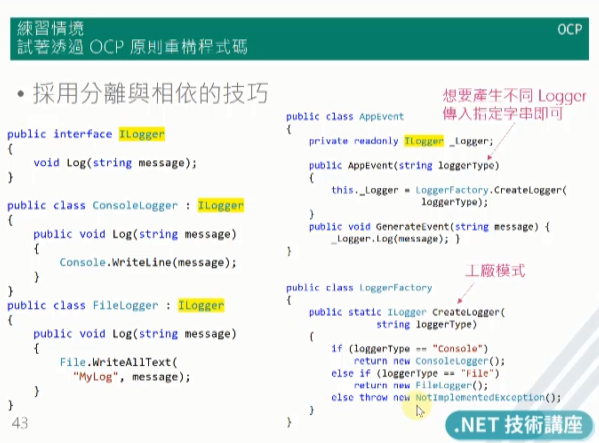 練習情境
試著透過 OCP 原則重構程式碼
OCP
• 採用分離與相依的技巧
public interface ILogger
{
void Log(string message);
}
public class ConsoleLogger : ILogger
{
public void Log(string message)
{
Console.WriteLine(message);
}
}
public class FileLogger : ILogger
{
public void Log(string message)
{
File.WriteAllText(
"MyLog", message);
}
}
想要產生不同 Logger
傳入指定字串即可
public class AppEvent
{
private readonly ILogger _Logger;
public AppEvent(string loggerType)
{
this._Logger = LoggerFactory.CreateLogger(
loggerType);
}
public void GenerateEvent(string message) {
_Logger.Log(message); }
}
工廠模式
public class LoggerFactory
{
public static ILogger CreateLogger(
string loggerType)
{
if (loggerType == "Console")
return new ConsoleLogger();
else if (loggerType == "File")
return new FileLogger();
else throw new NotImplementedException();
}
}
43
.NET 技術講座